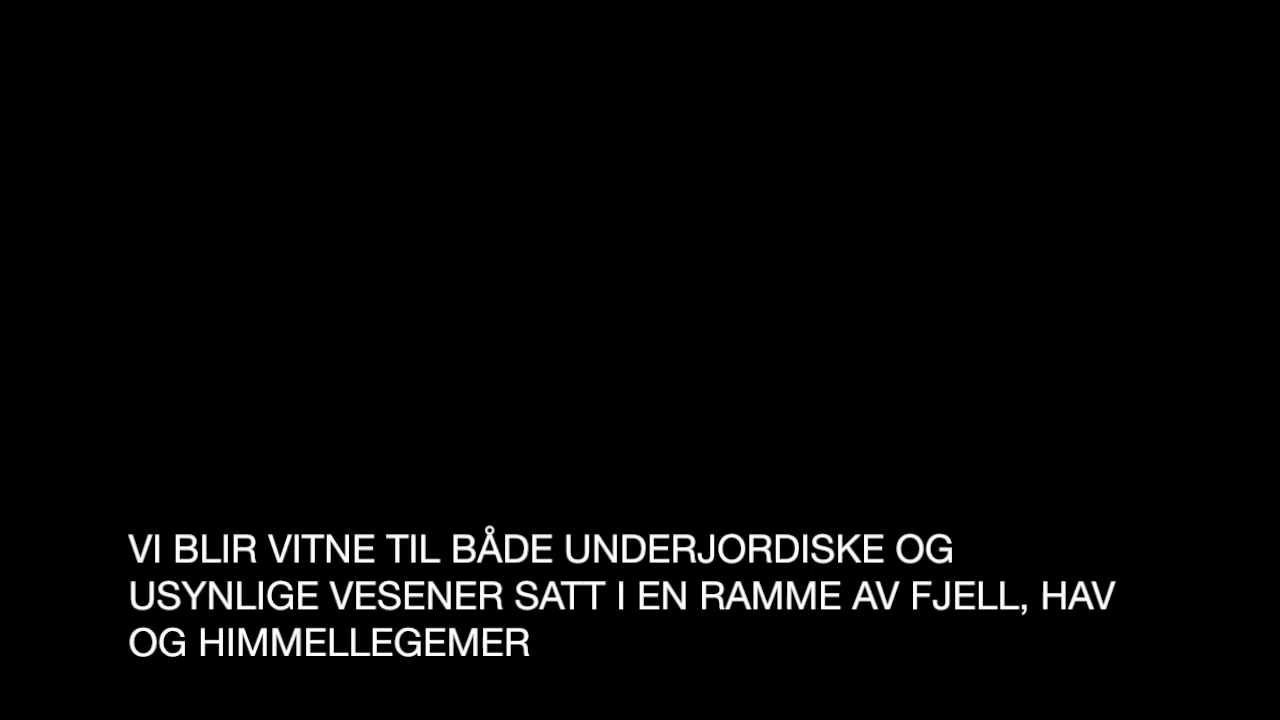 VI BLIR VITNE TIL BÅDE UNDERJORDISKE OG
USYNLIGE VESENER SATT I EN RAMME AV FJELL, HAV
OG HIMMELLEGEMER